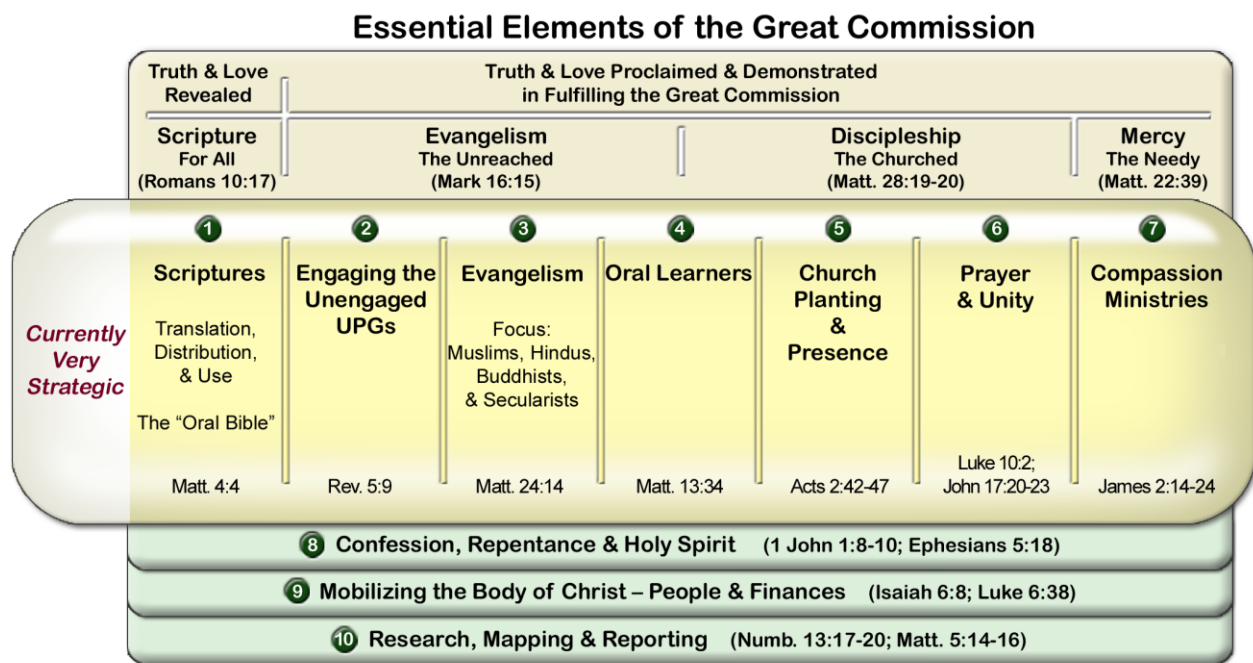 Essential Elements of the Great Commission
Truth & Love
Revealed
Truth & Love Proclaimed & Demonstrated
in Fulfilling the Great Commission
Scripture
For All
(Romans 10:17)
Evangelism
The Unreached
(Mark 16:15)
Discipleship
The Churched
(Matt. 28:19-20)
Mercy
The Needy
(Matt. 22:39)
Currently
Very
Strategic
1
Scriptures
Translation,
Distribution,
& Use
The “Oral Bible”
Matt. 4:4
2
Engaging the
Unengaged
UPGs
Rev. 5:9
3
Evangelism
Focus:
Muslims, Hindus,
Buddhists,
& Secularists
Matt. 24:14
4
Oral Learners
Matt. 13:34
5
Church
Planting
&
Presence
Acts 2:42-47
6
Prayer
& Unity
Luke 10:2;
John 17:20-23
7
Compassion
Ministries
James 2:14-24
8 Confession, Repentance & Holy Spirit (1 John 1:8-10; Ephesians 5:18)
9 Mobilizing the Body of Christ – People & Finances (Isaiah 6:8; Luke 6:38)
10 Research, Mapping & Reporting (Numb. 13:17-20; Matt. 5:14-16)